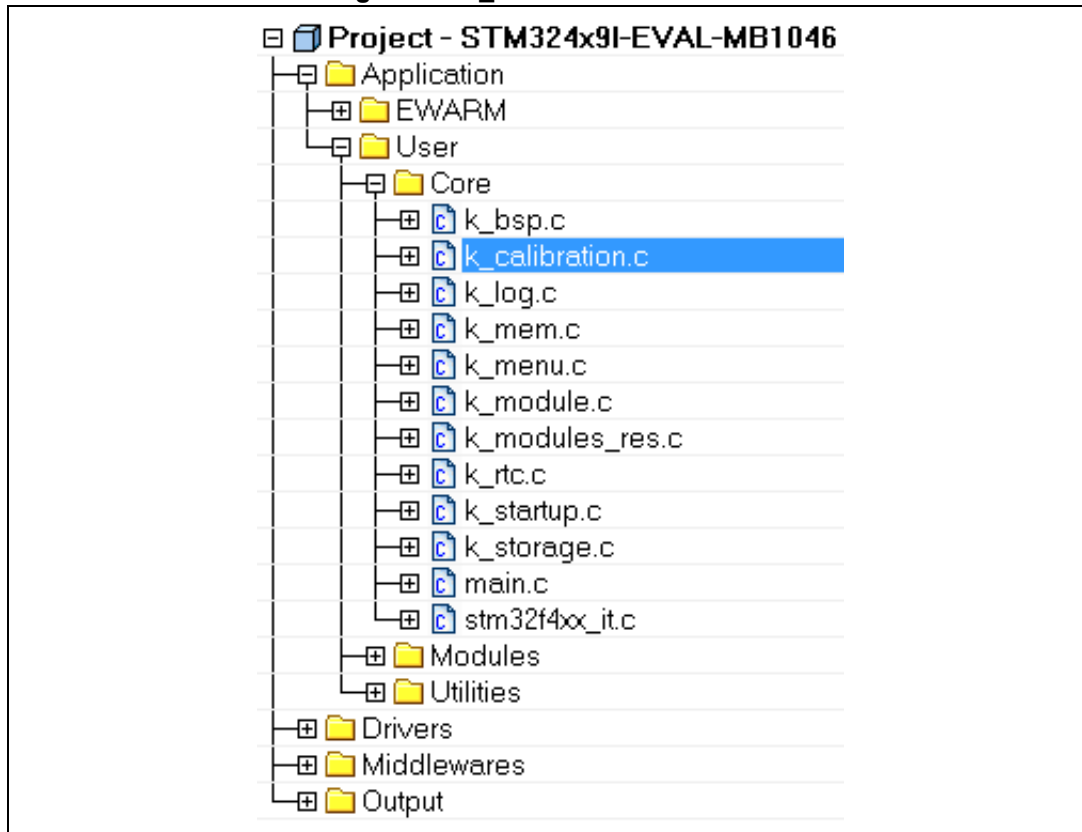 Project - STM324x9I-EVAL-MB1046
Application
EWARM
User
Core
k_bsp.c
k_calibration.c
k_log.c
k_mem.c
k_menu.c
k_module.c
k_modules_res.c
k_rtc.c
k_startup.c
k_storage.c
main.c
stm32f4xx_it.c
Modules
Utilities
Drivers
Middlewares
Output